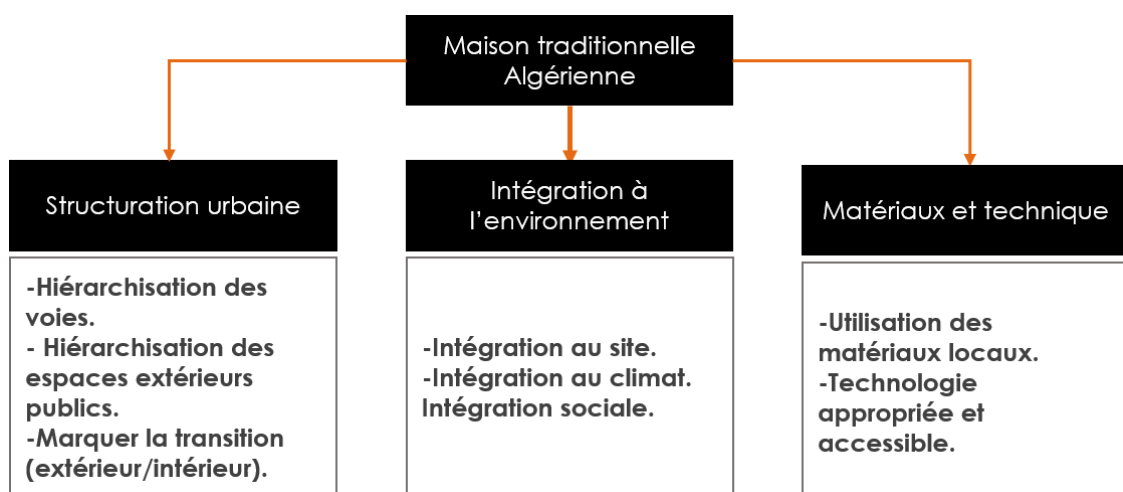 Maison traditionnelle
Algérienne
Structuration urbaine
-Hiérarchisation des
voies.
- Hiérarchisation des
espaces extérieurs
publics.
-Marquer la transition
(extérieur/intérieur).
Intégration à
l’environnement
-Intégration au site.
-Intégration au climat.
Intégration sociale.
Matériaux et technique
-Utilisation des
matériaux locaux.
-Technologie
appropriée et
accessible.